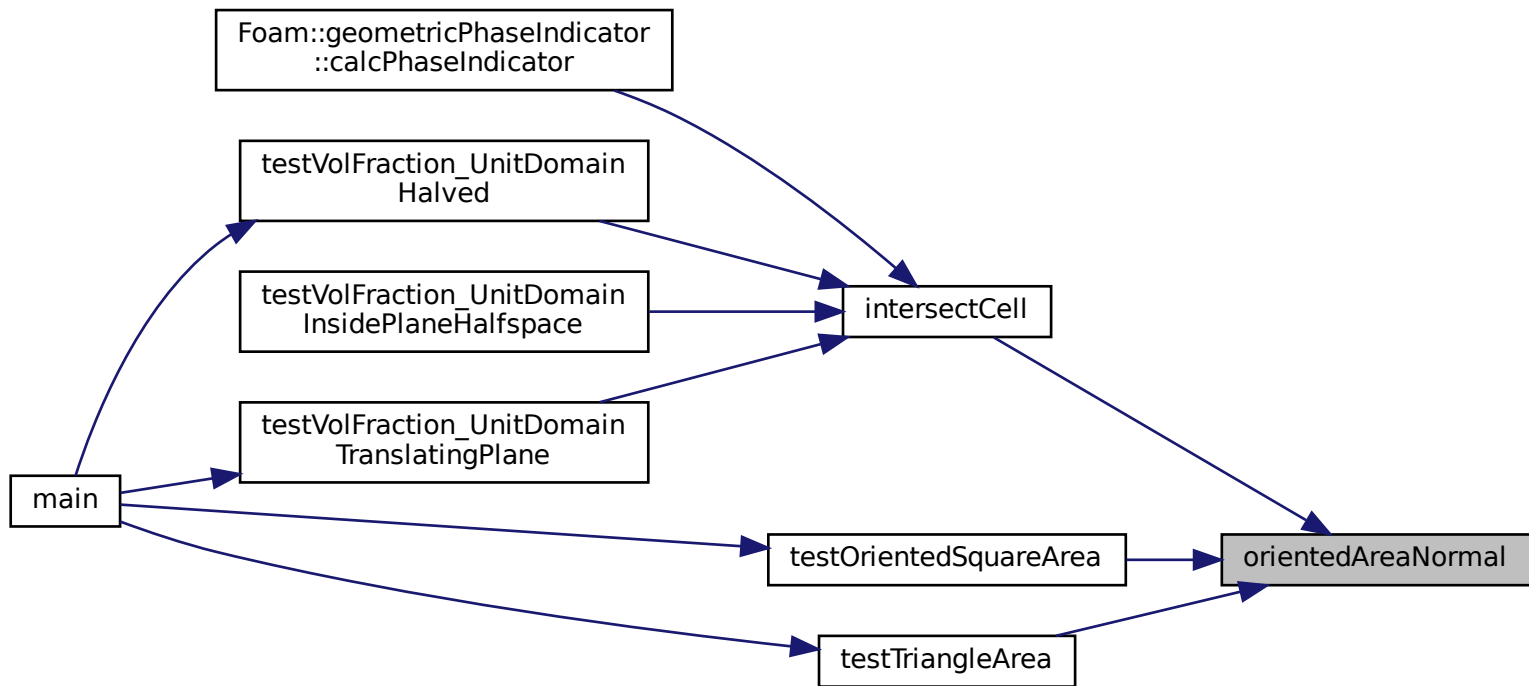 Foam::geometricPhaseIndicator
::calcPhaseIndicator
testVolFraction_UnitDomain
Halved
testVolFraction_UnitDomain
InsidePlaneHalfspace
intersectCell
testVolFraction_UnitDomain
TranslatingPlane
main
testOrientedSquareArea
orientedAreaNormal
testTriangleArea